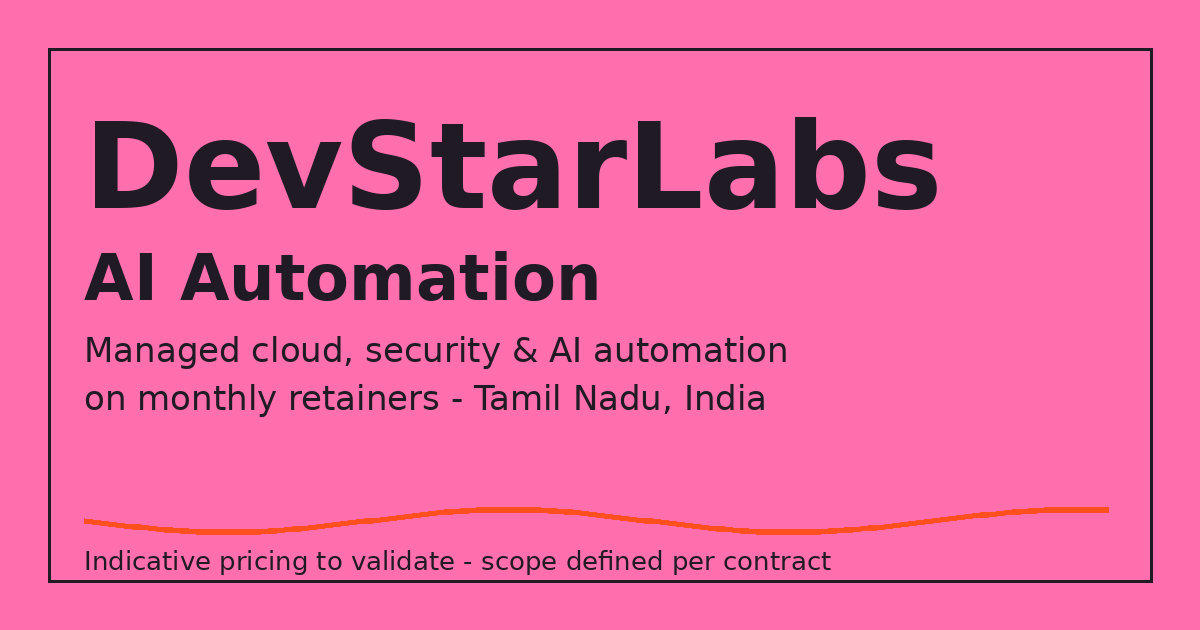 DevStarLabs
AI Automation
Managed cloud, security & AI automation
on monthly retainers - Tamil Nadu, India
Indicative pricing to validate - scope defined per contract